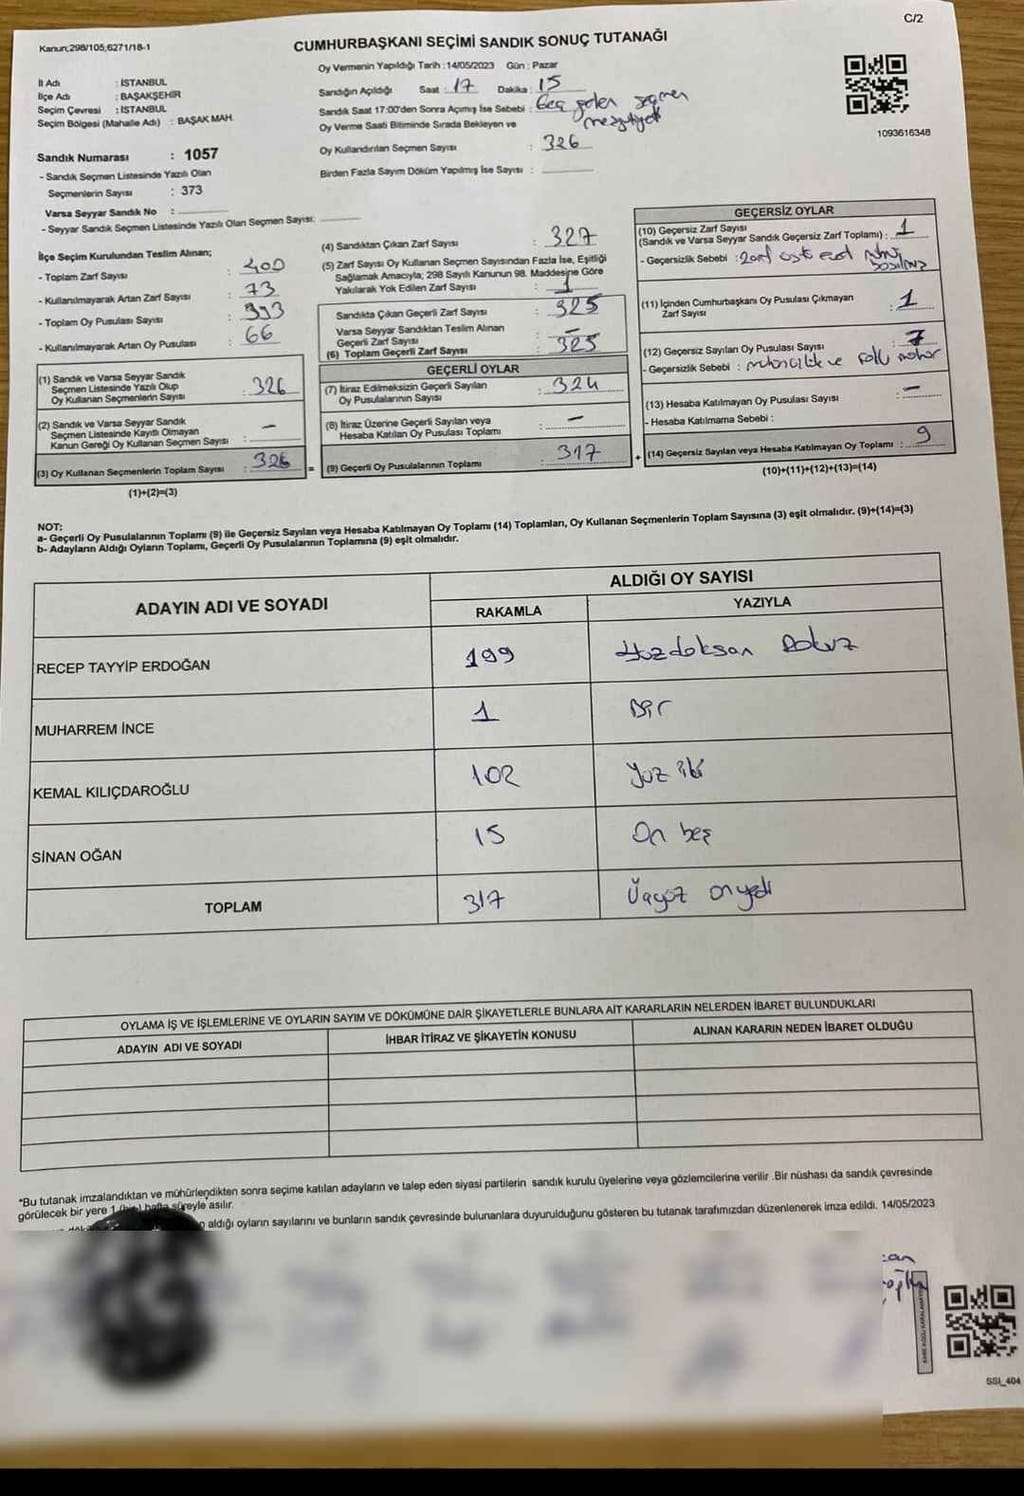 C/2
Kanun;298/105,6271/18-1
CUMHURBAŞKANI SEÇİMİ SANDIK SONUÇ TUTANAĞI
Oy Vermenin Yapıldığı Tarih :14/05/2023 Gün : Pazar
İl Adı : İSTANBUL
İlçe Adı : BAŞAKŞEHİR
Seçim Çevresi : İSTANBUL
Seçim Bölgesi (Mahalle Adı) : BAŞAK MAH.
Sandığın Açıldığı Saat : 17 Dakika : 15
Sandık Saat 17:00'den Sonra Açımış İse Sebebi : Geç gelen seçmen
Oy Verme Saati Bitiminde Sırada Bekleyen ve
Oy Kullandırılan Seçmen Sayısı : 326
Birden Fazla Sayım Döküm Yapılmış İse Sayısı :
1093616348
Sandık Numarası : 1057
- Sandık Seçmen Listesinde Yazılı Olan
Seçmenlerin Sayısı : 373
Varsa Seyyar Sandık No :
- Seyyar Sandık Seçmen Listesinde Yazılı Olan Seçmen Sayısı:
İlçe Seçim Kurulundan Teslim Alınan;
- Toplam Zarf Sayısı : 400
- Kullanılmayarak Artan Zarf Sayısı : 73
- Toplam Oy Pusulası Sayısı : 393
- Kullanılmayarak Artan Oy Pusulası : 66
(1) Sandık ve Varsa Seyyar Sandık
Seçmen Listesinde Yazılı Olup
Oy Kullanan Seçmenlerin Sayısı : 326
(2) Sandık ve Varsa Seyyar Sandık
Seçmen Listesinde Kayıtlı Olmayan
Kanun Gereği Oy Kullanan Seçmen Sayısı : -
(3) Oy Kullanan Seçmenlerin Toplam Sayısı : 326
(1)+(2)=(3)
(4) Sandıktan Çıkan Zarf Sayısı : 327
(5) Zarf Sayısı Oy Kullanan Seçmen Sayısından Fazla İse, Eşitliği
Sağlamak Amacıyla; 298 Sayılı Kanunun 98. Maddesine Göre
Yakılarak Yok Edilen Zarf Sayısı : 1
Sandıkta Çıkan Geçerli Zarf Sayısı : 325
Varsa Seyyar Sandıktan Teslim Alınan
Geçerli Zarf Sayısı : -
(6) Toplam Geçerli Zarf Sayısı : 325
GEÇERLİ OYLAR
(7) İtiraz Edilmeksizin Geçerli Sayılan
Oy Pusulalarının Sayısı : 324
(8) İtiraz Üzerine Geçerli Sayılan veya
Hesaba Katılan Oy Pusulası Toplamı : -
= (9) Geçerli Oy Pusulalarının Toplamı : 317
GEÇERSİZ OYLAR
(10) Geçersiz Zarf Sayısı
(Sandık ve Varsa Seyyar Sandık Geçersiz Zarf Toplamı) : 1
- Geçersizlik Sebebi : Zarf
(11) İçinden Cumhurbaşkanı Oy Pusulası Çıkmayan
Zarf Sayısı : 1
(12) Geçersiz Sayılan Oy Pusulası Sayısı : 7
- Geçersizlik Sebebi : ve
(13) Hesaba Katılmayan Oy Pusulası Sayısı : -
- Hesaba Katılmama Sebebi :
+ (14) Geçersiz Sayılan veya Hesaba Katılmayan Oy Toplamı : 9
(10)+(11)+(12)+(13)=(14)
NOT:
a- Geçerli Oy Pusulalarının Toplamı (9) ile Geçersiz Sayılan veya Hesaba Katılmayan Oy Toplamı (14) Toplamları, Oy Kullanan Seçmenlerin Toplam Sayısına (3) eşit olmalıdır. (9)+(14)=(3)
b- Adayların Aldığı Oyların Toplamı, Geçerli Oy Pusulalarının Toplamına (9) eşit olmalıdır.
ADAYIN ADI VE SOYADI
ALDIĞI OY SAYISI
RAKAMLA YAZIYLA
RECEP TAYYİP ERDOĞAN 199 Yüzdoksan Dokuz
MUHARREM İNCE 1 Bir
KEMAL KILIÇDAROĞLU 102 Yüz iki
SİNAN OĞAN 15 On beş
TOPLAM 317 Üçyüz onyedi
OYLAMA İŞ VE İŞLEMLERİNE VE OYLARIN SAYIM VE DÖKÜMÜNE DAİR ŞİKAYETLERLE BUNLARA AİT KARARLARIN NELERDEN İBARET BULUNDUKLARI
ADAYIN ADI VE SOYADI İHBAR İTİRAZ VE ŞİKAYETİN KONUSU ALINAN KARARIN NEDEN İBARET OLDUĞU
*Bu tutanak imzalandıktan ve mühürlendikten sonra seçime katılan adayların ve talep eden siyasi partilerin sandık kurulu üyelerine veya gözlemcilerine verilir .Bir nüshası da sandık çevresinde
görülecek bir yere 1 (bir) hafta süreyle asılır.
aldığı oyların sayılarını ve bunların sandık çevresinde bulunanlara duyurulduğunu gösteren bu tutanak tarafımızdan düzenlenerek imza edildi. 14/05/2023
SSI_404